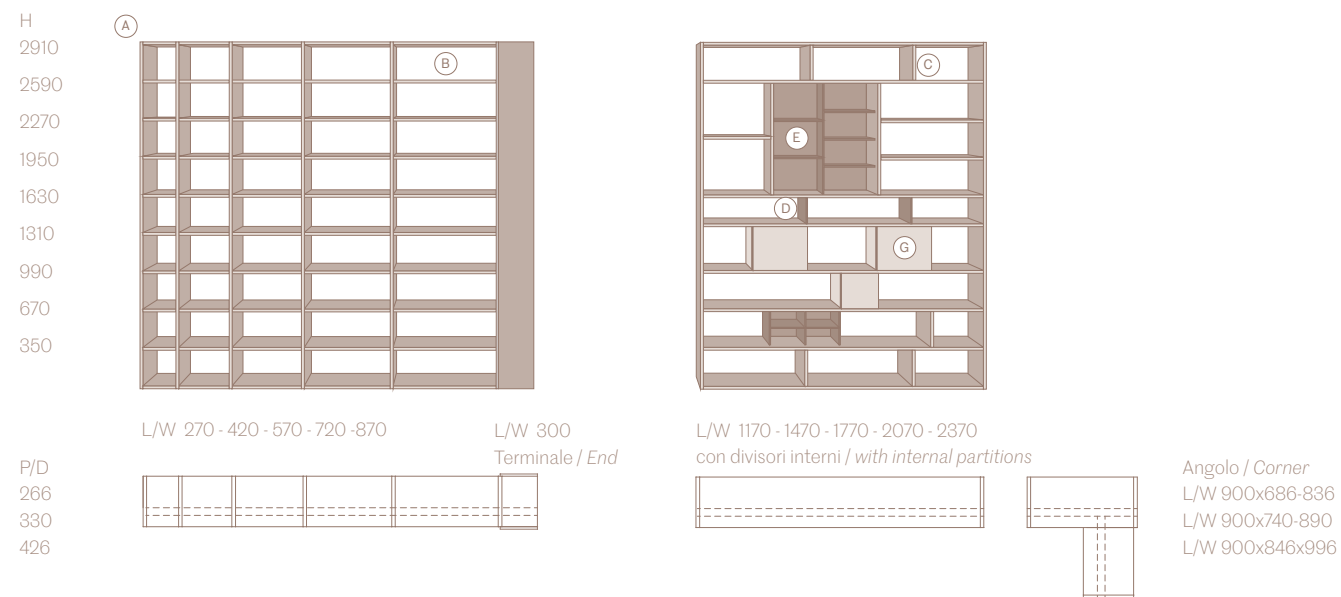 H
2910
2590
2270
1950
1630
1310
990
670
350
A
B
C
E
D
G
L/W 270 - 420 - 570 - 720 -870
L/W 300
Terminale / End
L/W 1170 - 1470 - 1770 - 2070 - 2370
con divisori interni / with internal partitions
P/D
266
330
426
Angolo / Corner
L/W 900x686-836
L/W 900x740-890
L/W 900x846x996